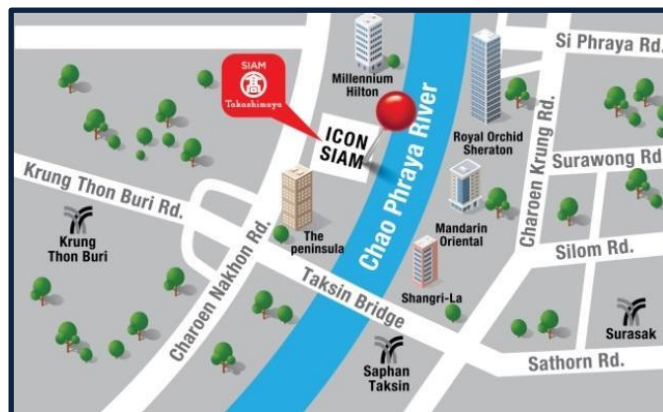 SIAM
Takashimaya
Millennium
Hilton
ICON
SIAM
Chao Phraya River
Royal Orchid
Sheraton
Si Phraya Rd.
Charoen Krung Rd.
Surawong Rd.
Krung Thon Buri Rd.
Krung
Thon Buri
The
peninsula
Mandarin
Oriental
Silom Rd.
Charoen Nakhon Rd.
Taksin Bridge
Shangri-La
Saphan
Taksin
Surasak
Sathorn Rd.